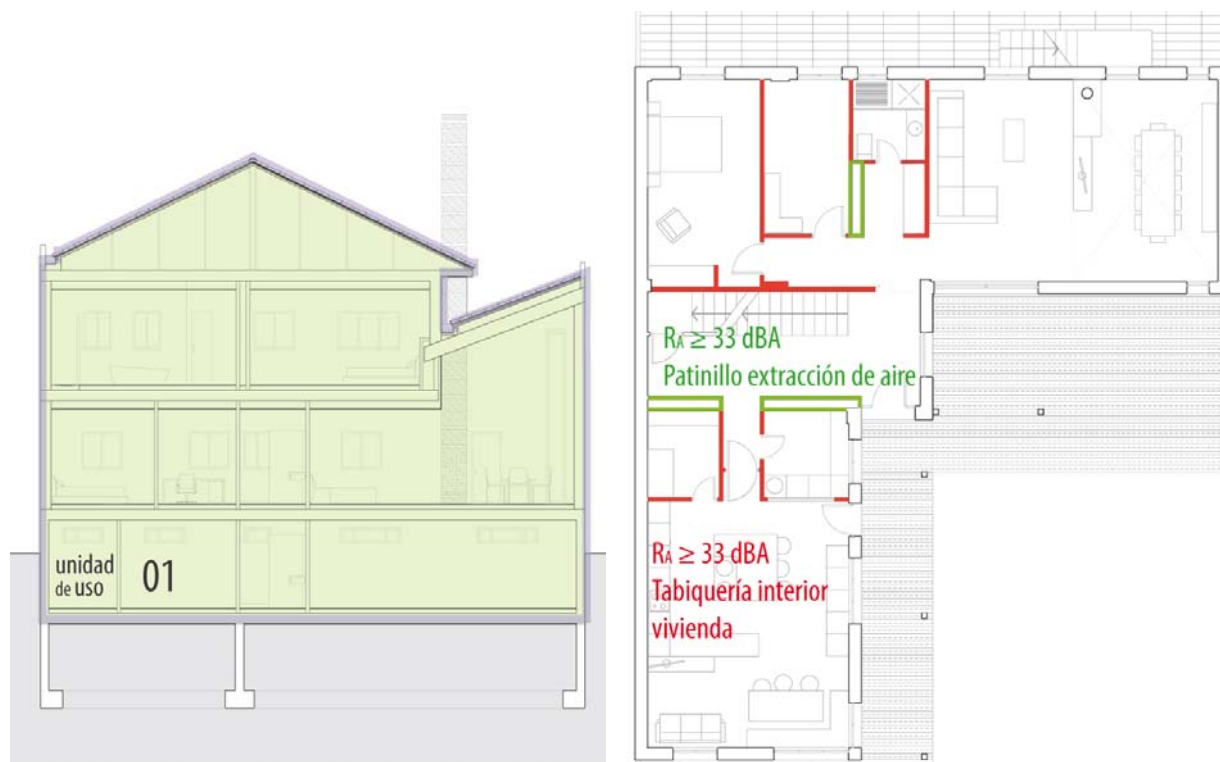 unidad
de uso
01
RA ≥ 33 dBA
Patinillo extracción de aire
RA ≥ 33 dBA
Tabiquería interior
vivienda